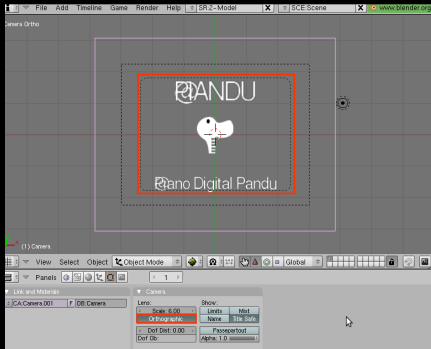 File Add Timeline Game Render Help SR:2-Model X SCE:Scene X www.blender.org
Camera Ortho
PIANDU
Piano Digital Pandu
(1) Camera
View Select Object Object Mode Global
Panels 1
Link and Materials
CA:Camera.001 F OB:Camera
Camera
Lens:
Scale: 6.00
Orthographic
Dof Dist: 0.00
Dof Ob:
Show:
Limits Mist
Name Title Safe
Passepartout
Alpha: 1.0